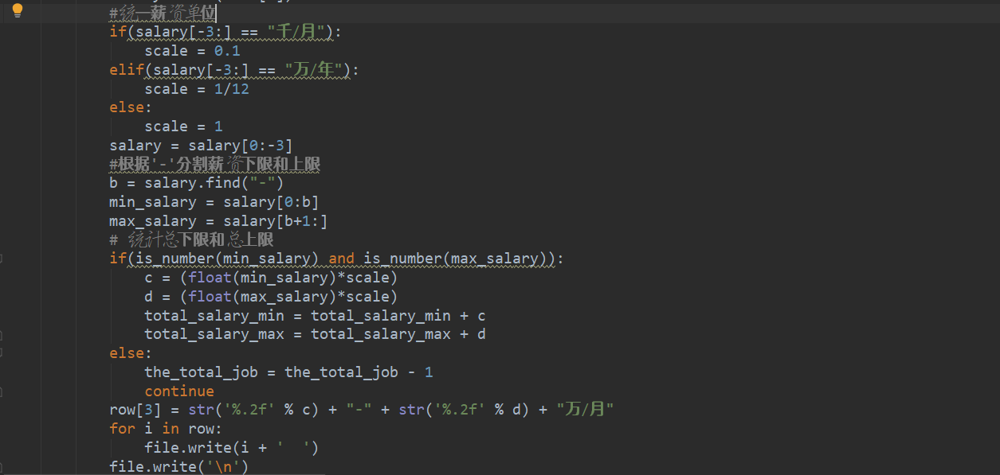 #统一薪资单位
if(salary[-3:] == "千/月"):
    scale = 0.1
elif(salary[-3:] == "万/年"):
    scale = 1/12
else:
    scale = 1
salary = salary[0:-3]
#根据'-'分割薪资下限和上限
b = salary.find("-")
min_salary = salary[0:b]
max_salary = salary[b+1:]
# 统计总下限和总上限
if(is_number(min_salary) and is_number(max_salary)):
    c = (float(min_salary)*scale)
    d = (float(max_salary)*scale)
    total_salary_min = total_salary_min + c
    total_salary_max = total_salary_max + d
else:
    the_total_job = the_total_job - 1
    continue
row[3] = str('%.2f' % c) + "-" + str('%.2f' % d) + "万/月"
for i in row:
    file.write(i + '  ')
file.write('\n')